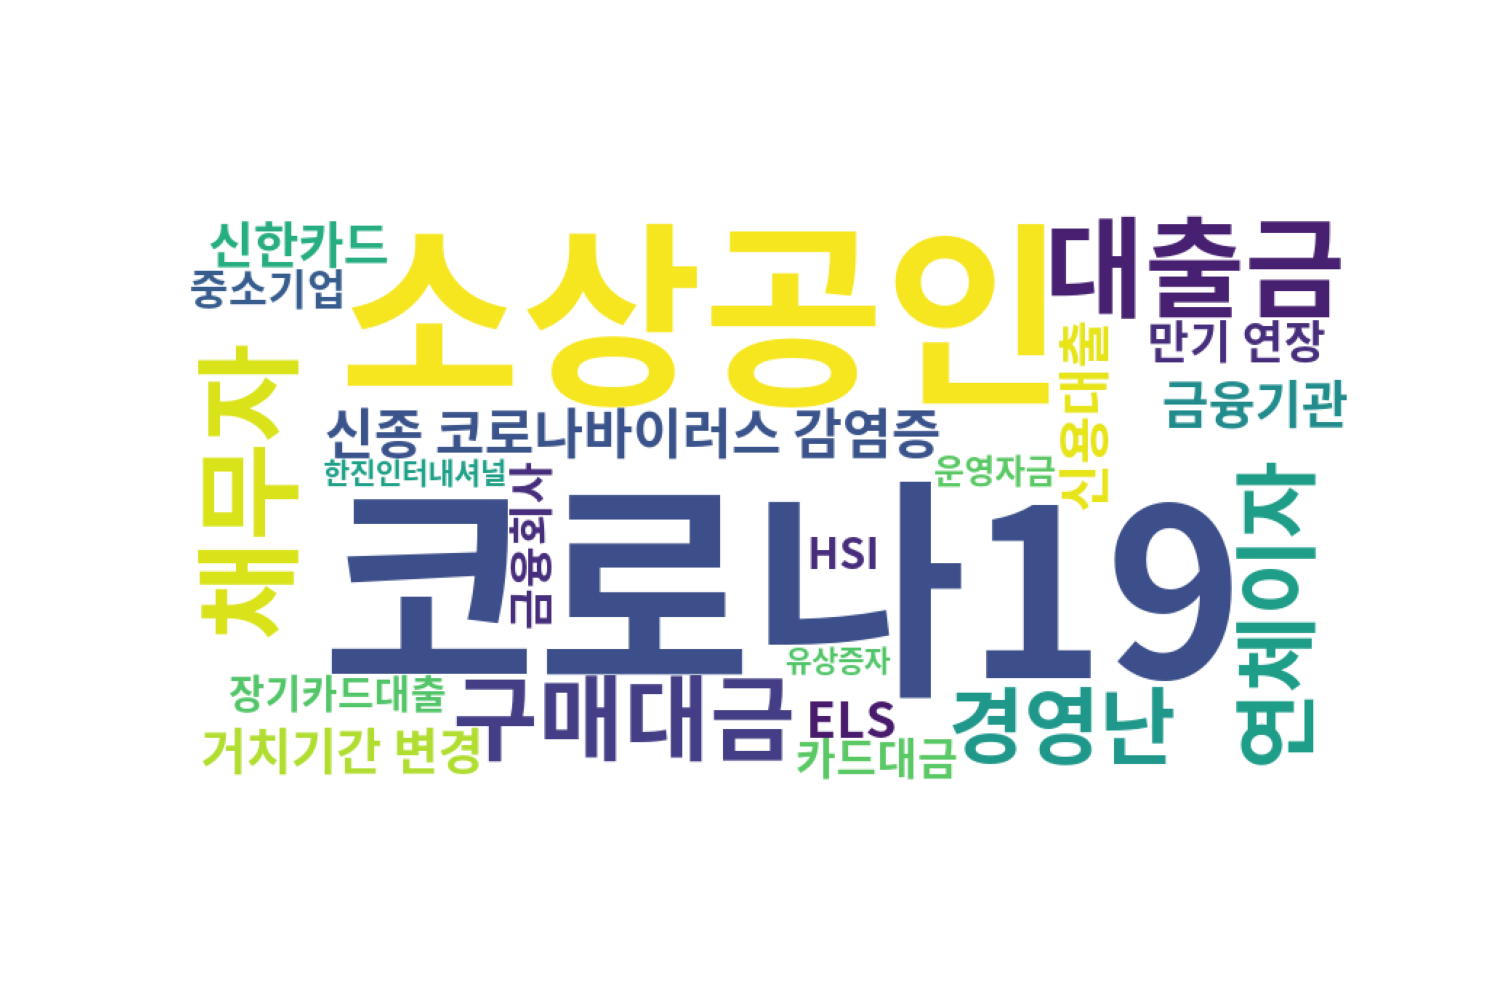 신한카드
중소기업
소상공인
대출금
만기 연장
금융기관
채무자
신용대출
신종 코로나바이러스 감염증
한진인터내셔널
금융회사
운영자금
코로나19
HSI
연체이자
유상증자
장기카드대출
구매대금
ELS
경영난
거치기간 변경
카드대금